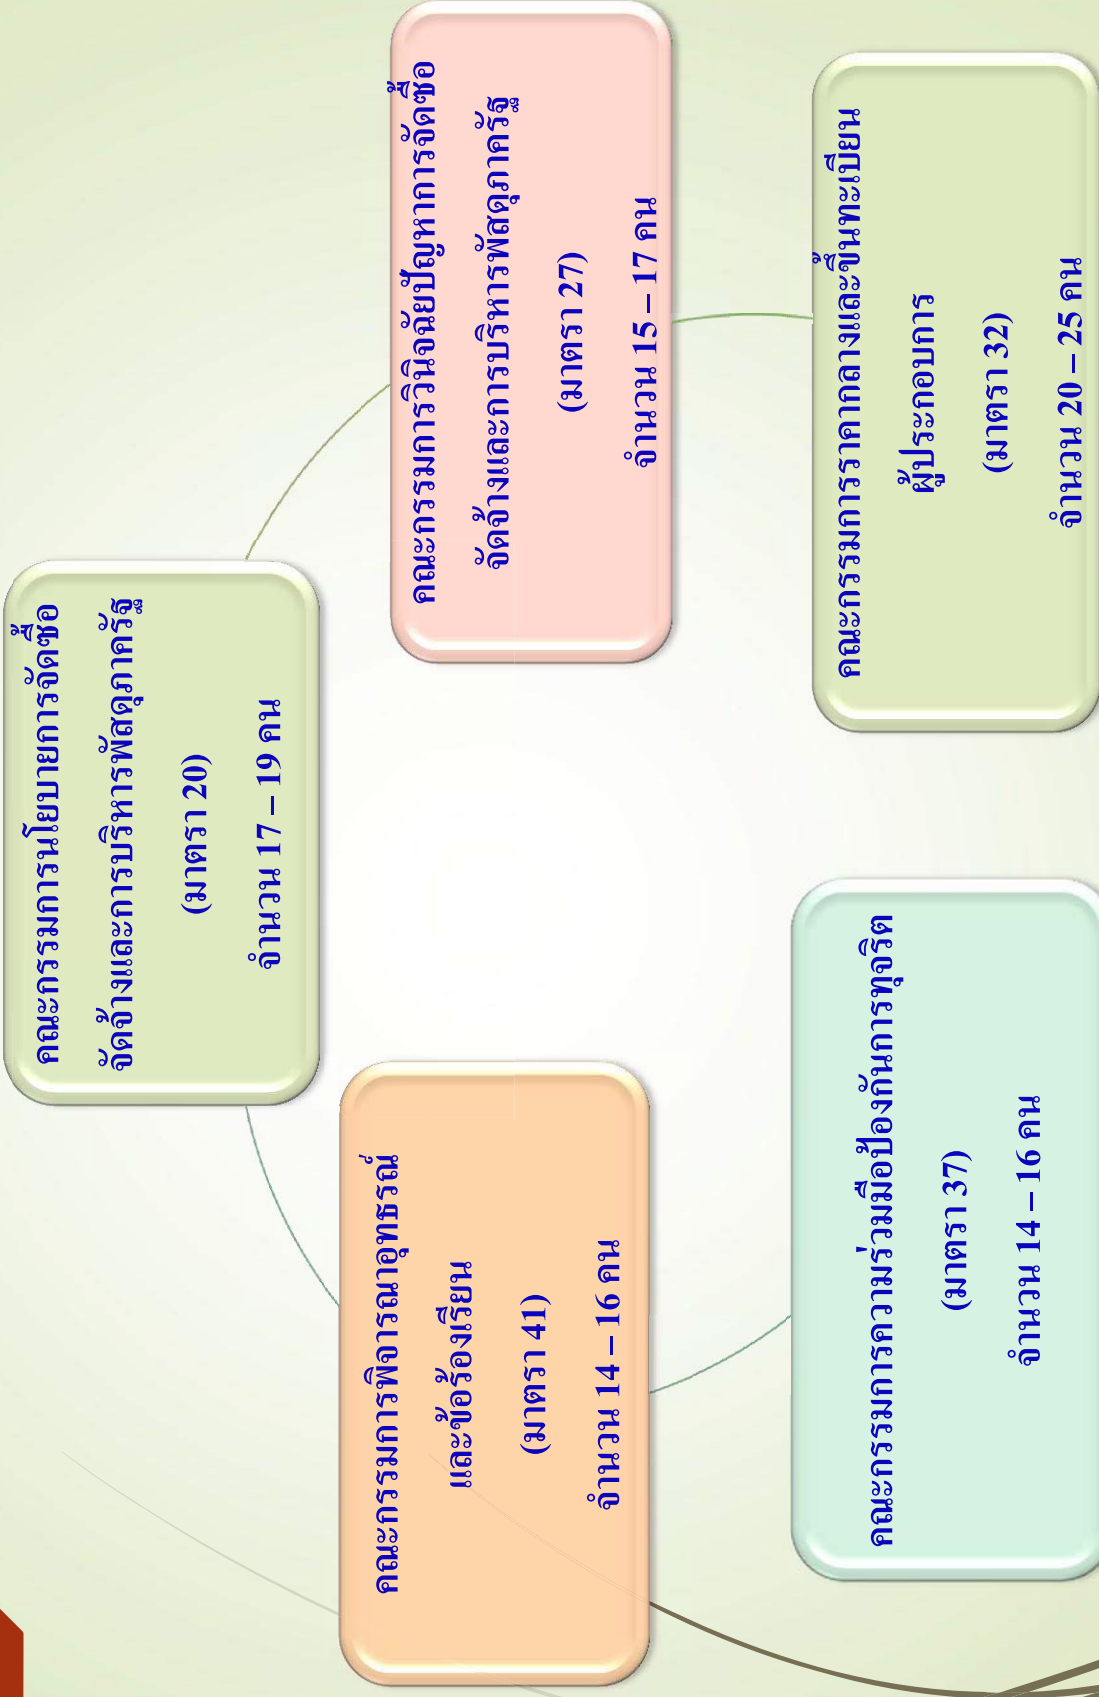 คณะกรรมการนโยบายการจัดซื้อ
จัดจ้างและการบริหารพัสดุภาครัฐ
(มาตรา 20)
จำนวน 17 – 19 คน
คณะกรรมการวินิจฉัยปัญหาการจัดซื้อ
จัดจ้างและการบริหารพัสดุภาครัฐ
(มาตรา 27)
จำนวน 15 – 17 คน
คณะกรรมการราคากลางและขึ้นทะเบียน
ผู้ประกอบการ
(มาตรา 32)
จำนวน 20 – 25 คน
คณะกรรมการความร่วมมือป้องกันการทุจริต
(มาตรา 37)
จำนวน 14 – 16 คน
คณะกรรมการพิจารณาอุทธรณ์
และข้อร้องเรียน
(มาตรา 41)
จำนวน 14 – 16 คน